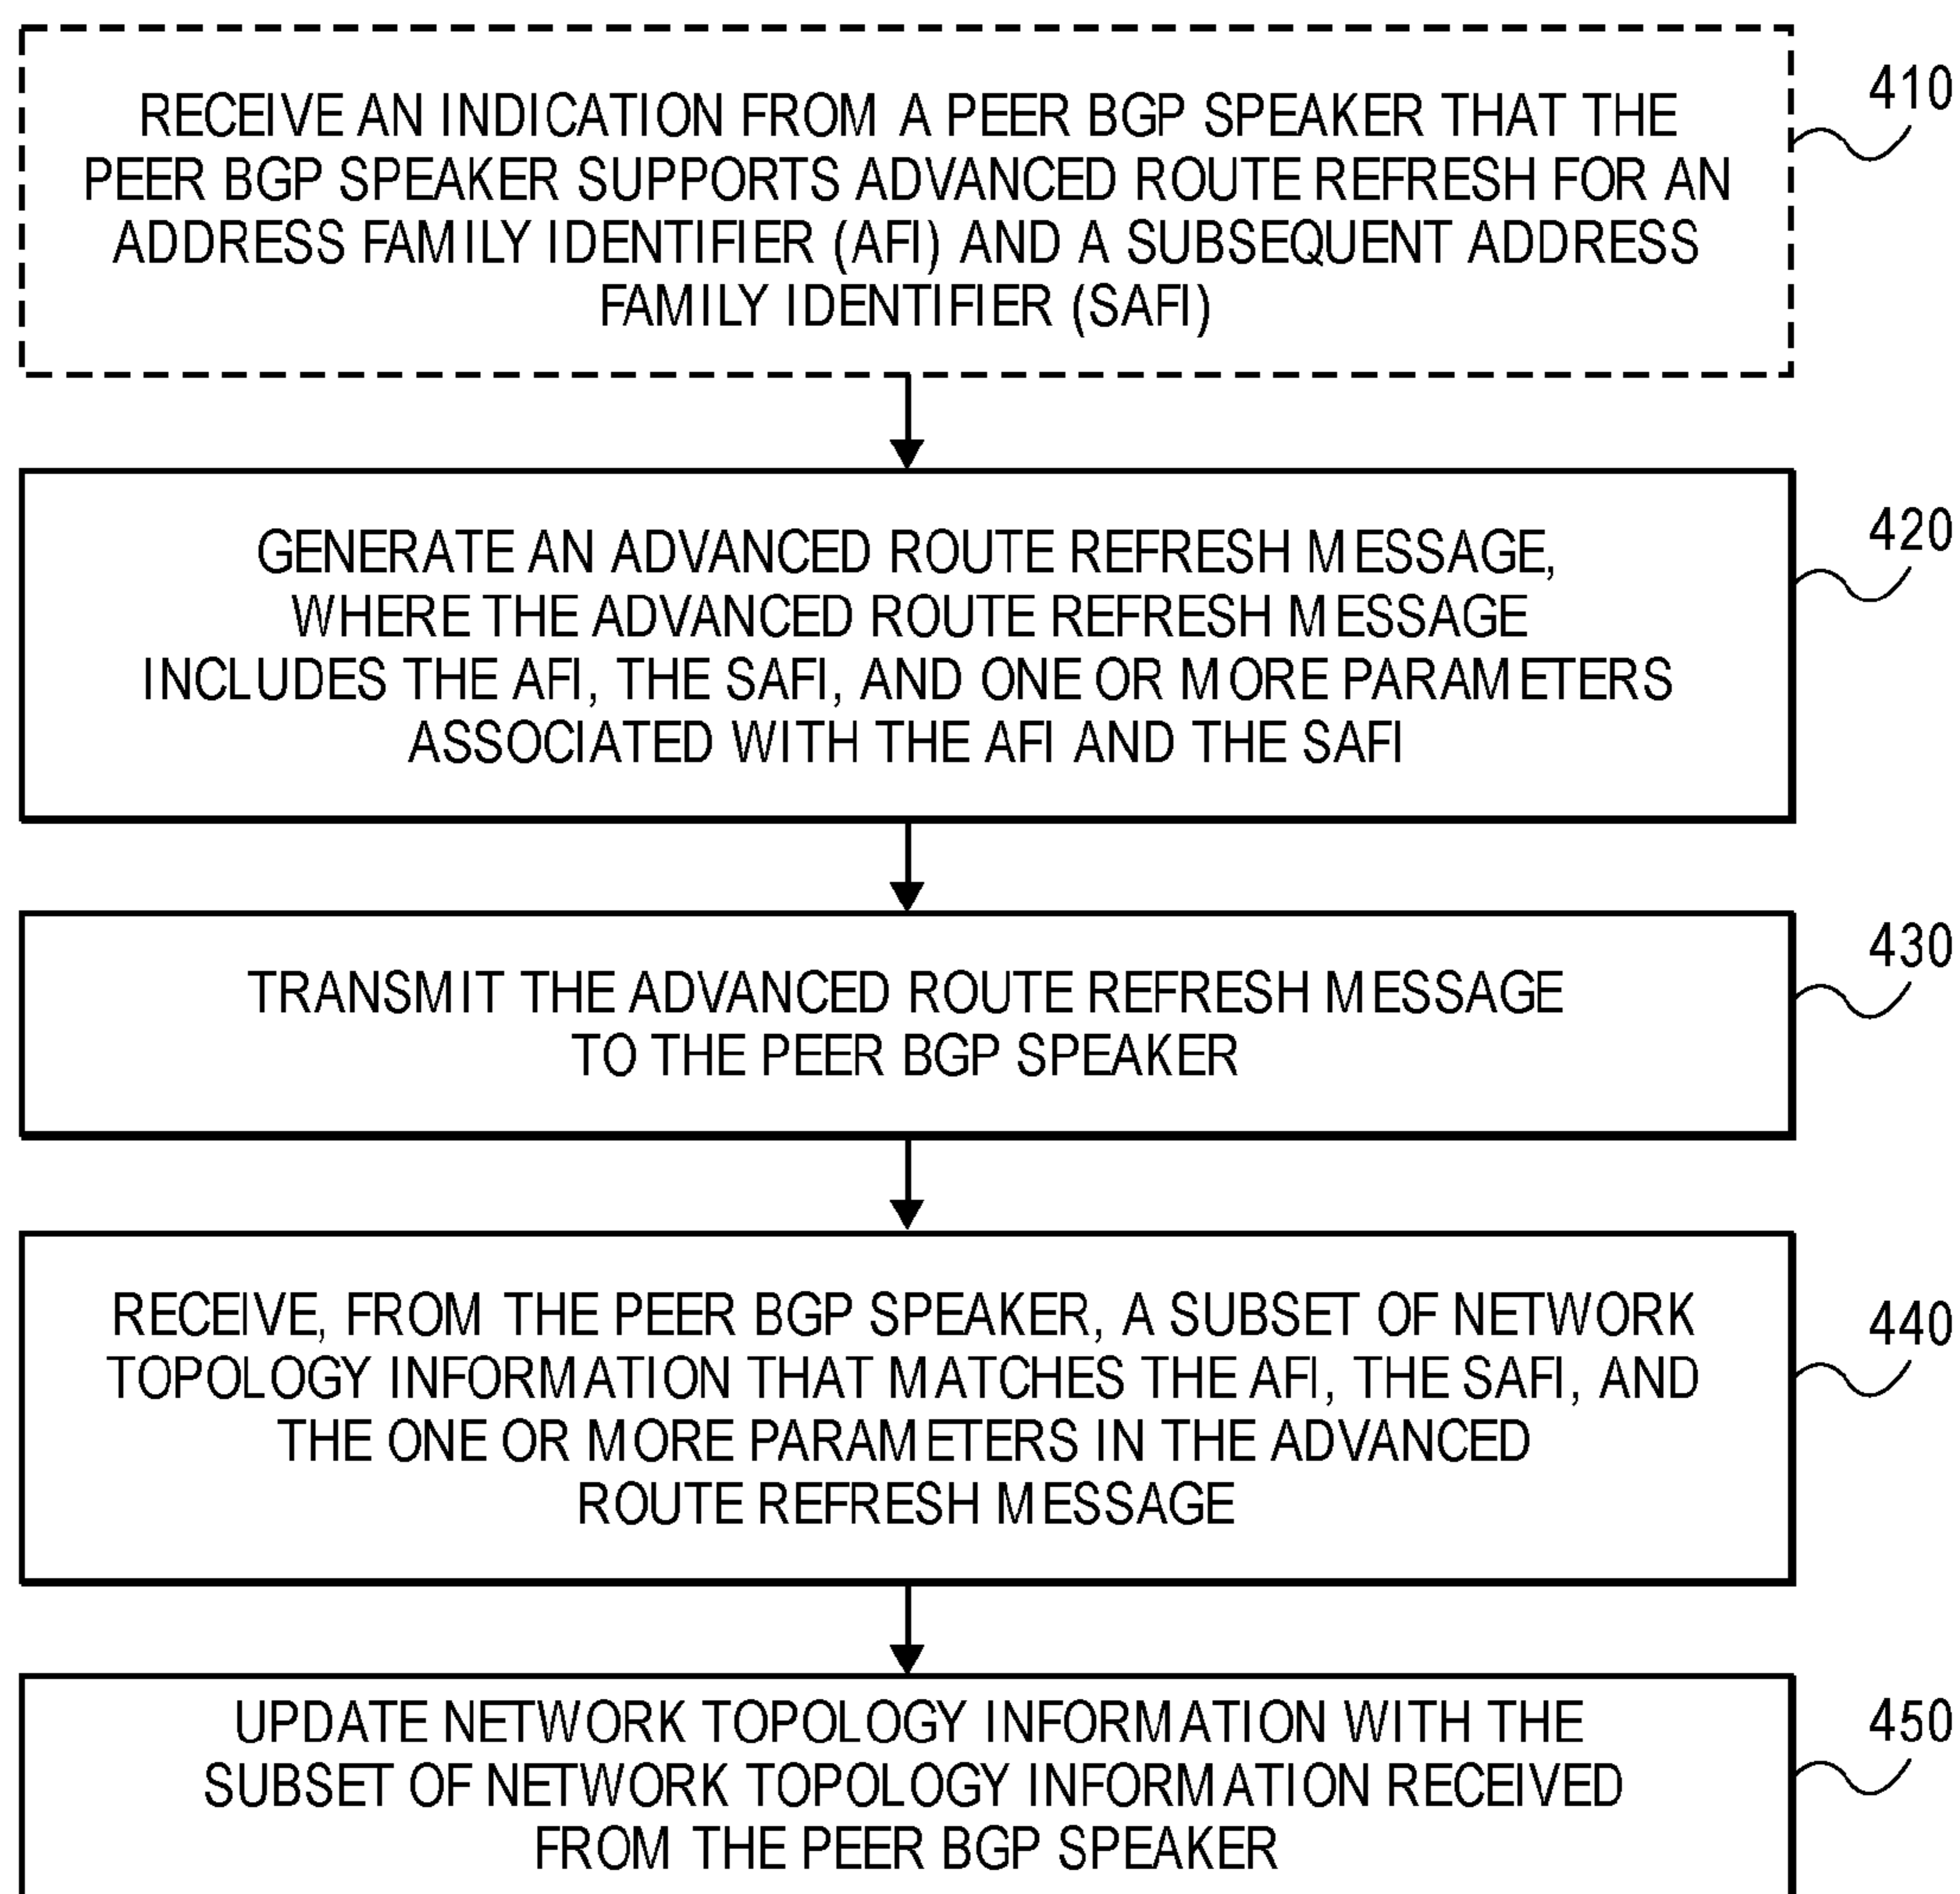 RECEIVE AN INDICATION FROM A PEER BGP SPEAKER THAT THE
PEER BGP SPEAKER SUPPORTS ADVANCED ROUTE REFRESH FOR AN
ADDRESS FAMILY IDENTIFIER (AFI) AND A SUBSEQUENT ADDRESS
FAMILY IDENTIFIER (SAFI)
410
GENERATE AN ADVANCED ROUTE REFRESH MESSAGE,
WHERE THE ADVANCED ROUTE REFRESH MESSAGE
INCLUDES THE AFI, THE SAFI, AND ONE OR MORE PARAMETERS
ASSOCIATED WITH THE AFI AND THE SAFI
420
TRANSMIT THE ADVANCED ROUTE REFRESH MESSAGE
TO THE PEER BGP SPEAKER
430
RECEIVE, FROM THE PEER BGP SPEAKER, A SUBSET OF NETWORK
TOPOLOGY INFORMATION THAT MATCHES THE AFI, THE SAFI, AND
THE ONE OR MORE PARAMETERS IN THE ADVANCED
ROUTE REFRESH MESSAGE
440
UPDATE NETWORK TOPOLOGY INFORMATION WITH THE
SUBSET OF NETWORK TOPOLOGY INFORMATION RECEIVED
FROM THE PEER BGP SPEAKER
450